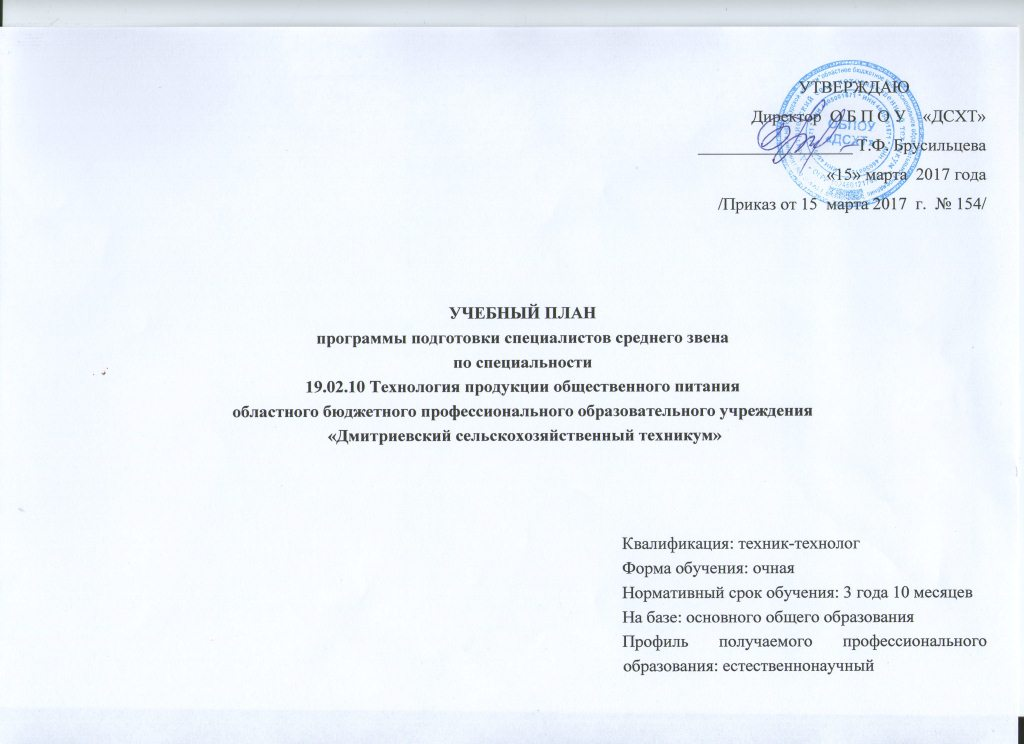 УТВЕРЖДАЮ
Директор О Б П О У «ДСХТ»
Т.Ф. Брусильцева
«15» марта 2017 года
/Приказ от 15 марта 2017 г. № 154/
ОБПОУ
«ДСХТ»
УЧЕБНЫЙ ПЛАН
программы подготовки специалистов среднего звена
по специальности
19.02.10 Технология продукции общественного питания
областного бюджетного профессионального образовательного учреждения
«Дмитриевский сельскохозяйственный техникум»
Квалификация: техник-технолог
Форма обучения: очная
Нормативный срок обучения: 3 года 10 месяцев
На базе: основного общего образования
Профиль получаемого профессионального
образования: естественнонаучный